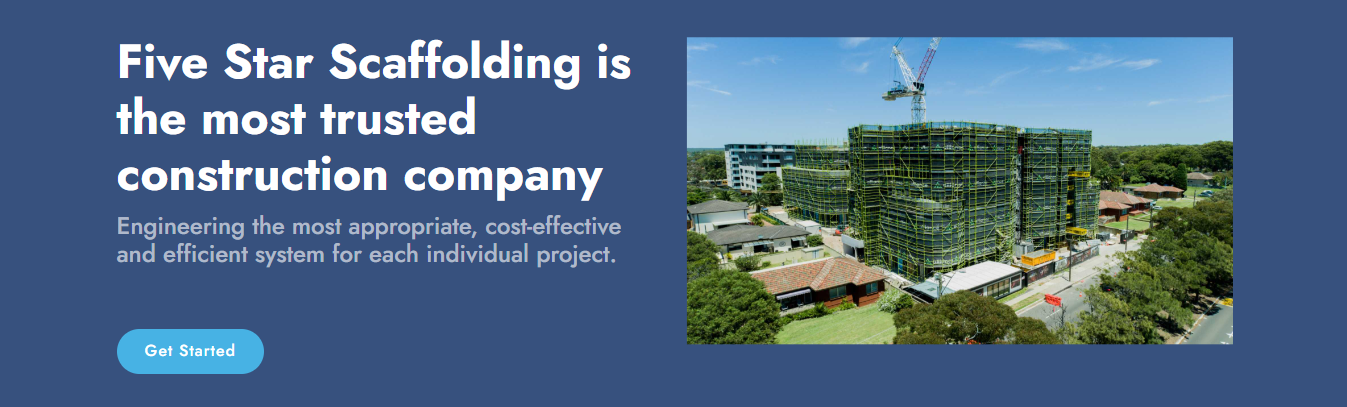 Five Star Scaffolding is
the most trusted
construction company
Engineering the most appropriate, cost-effective
and efficient system for each individual project.
Get Started